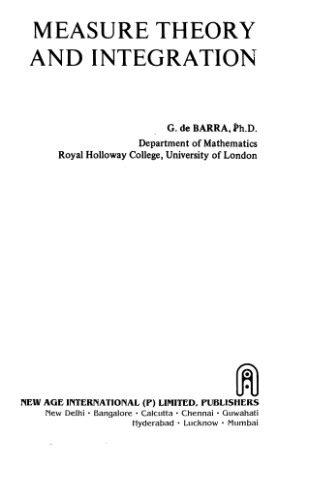 MEASURE THEORY
AND INTEGRATION
G. de BARRA, Ph.D.
Department of Mathematics
Royal Holloway College, University of London
NEW AGE INTERNATIONAL (P) LIMITED, PUBLISHERS
New Delhi • Bangalore • Calcutta • Chennai • Guwahati
Hyderabad • Lucknow • Mumbai